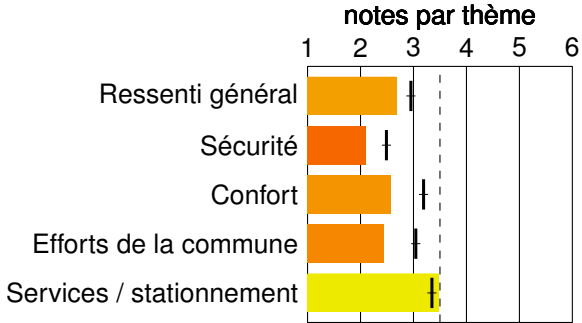 notes par thème
1 2 3 4 5 6
Ressenti général
Sécurité
Confort
Efforts de la commune
Services / stationnement